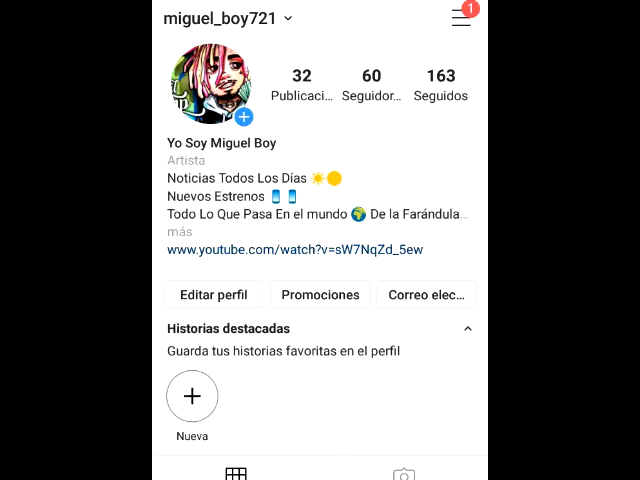 miguel_boy721
1
32 60 163
Publicaci... Seguidor... Seguidos
Yo Soy Miguel Boy
Artista
Noticias Todos Los Días ☀️🟡
Nuevos Estrenos 📱 📱
Todo Lo Que Pasa En el mundo 🌍 De la Farándula...
más
www.youtube.com/watch?v=sW7NqZd_5ew
Editar perfil Promociones Correo elec...
Historias destacadas
Guarda tus historias favoritas en el perfil
Nueva